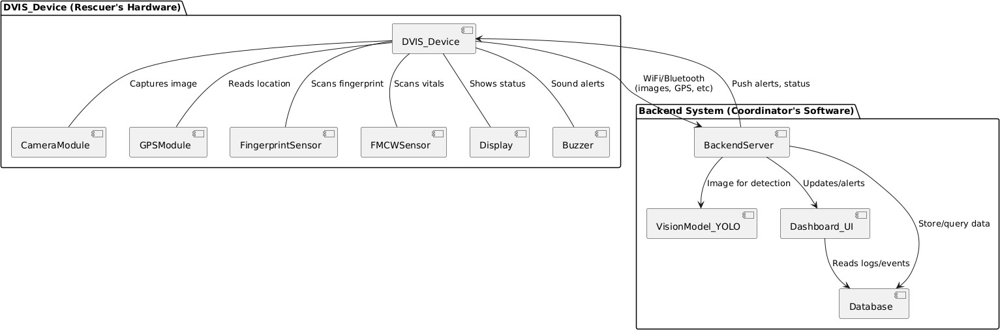 DVIS_Device (Rescuer's Hardware)
DVIS_Device
Captures image
Reads location
Scans fingerprint
Scans vitals
Shows status
Sound alerts
WiFi/Bluetooth
(images, GPS, etc)
Push alerts, status
CameraModule
GPSModule
FingerprintSensor
FMCWSensor
Display
Buzzer
Backend System (Coordinator's Software)
BackendServer
Image for detection
Updates/alerts
Store/query data
VisionModel_YOLO
Dashboard_UI
Reads logs/events
Database